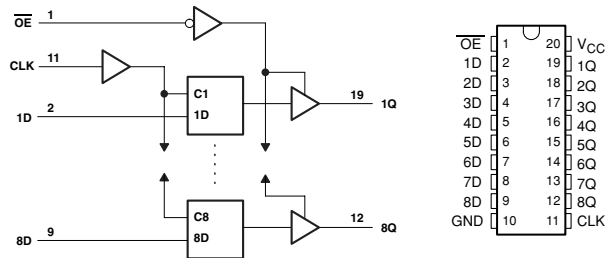 OE 1
CLK 11
C1
1D 2 1D 19 1Q
C8
8D 9 8D 12 8Q
OE 1 20 VCC
1D 2 19 1Q
2D 3 18 2Q
3D 4 17 3Q
4D 5 16 4Q
5D 6 15 5Q
6D 7 14 6Q
7D 8 13 7Q
8D 9 12 8Q
GND 10 11 CLK